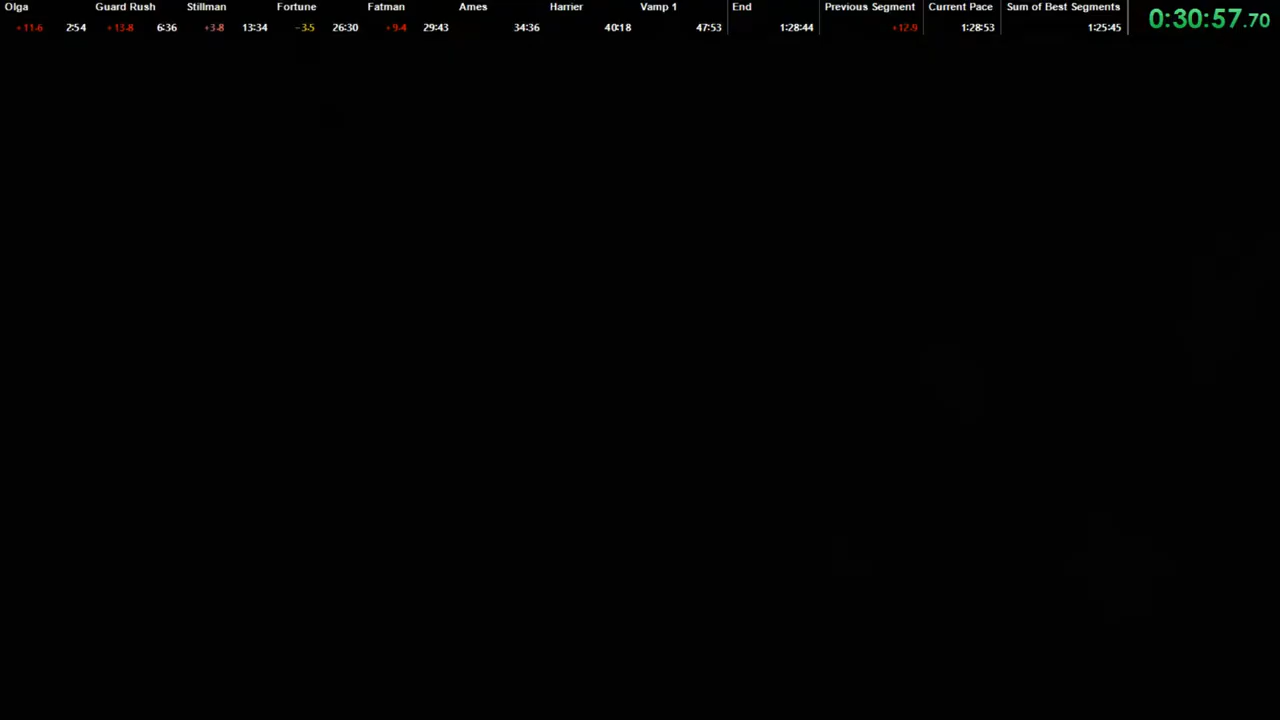 Olga Guard Rush Stillman Fortune Fatman Ames Harrier Vamp 1 End Previous Segment Current Pace Sum of Best Segments 0:30:57.70
+11.6 2:54 +13.8 6:36 +3.8 13:34 -3.5 26:30 +9.4 29:43 34:36 40:18 47:53 1:28:44 +12.9 1:28:53 1:25:45